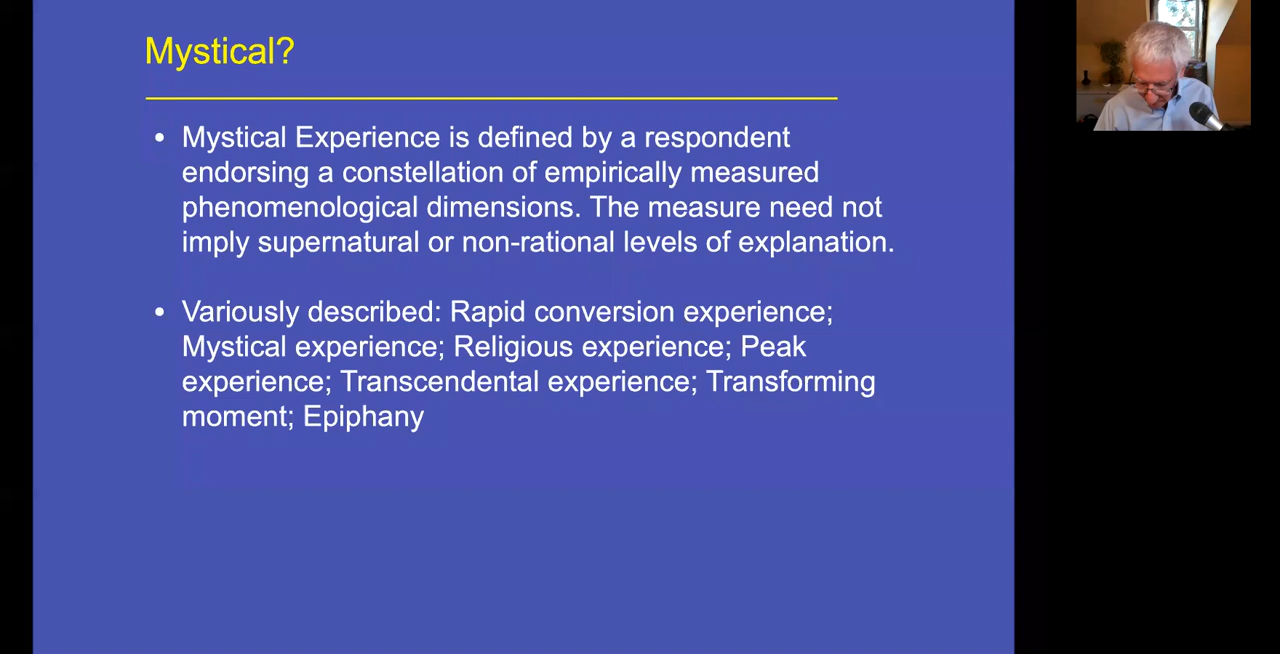 Mystical?
• Mystical Experience is defined by a respondent
endorsing a constellation of empirically measured
phenomenological dimensions. The measure need not
imply supernatural or non-rational levels of explanation.
• Variously described: Rapid conversion experience;
Mystical experience; Religious experience; Peak
experience; Transcendental experience; Transforming
moment; Epiphany